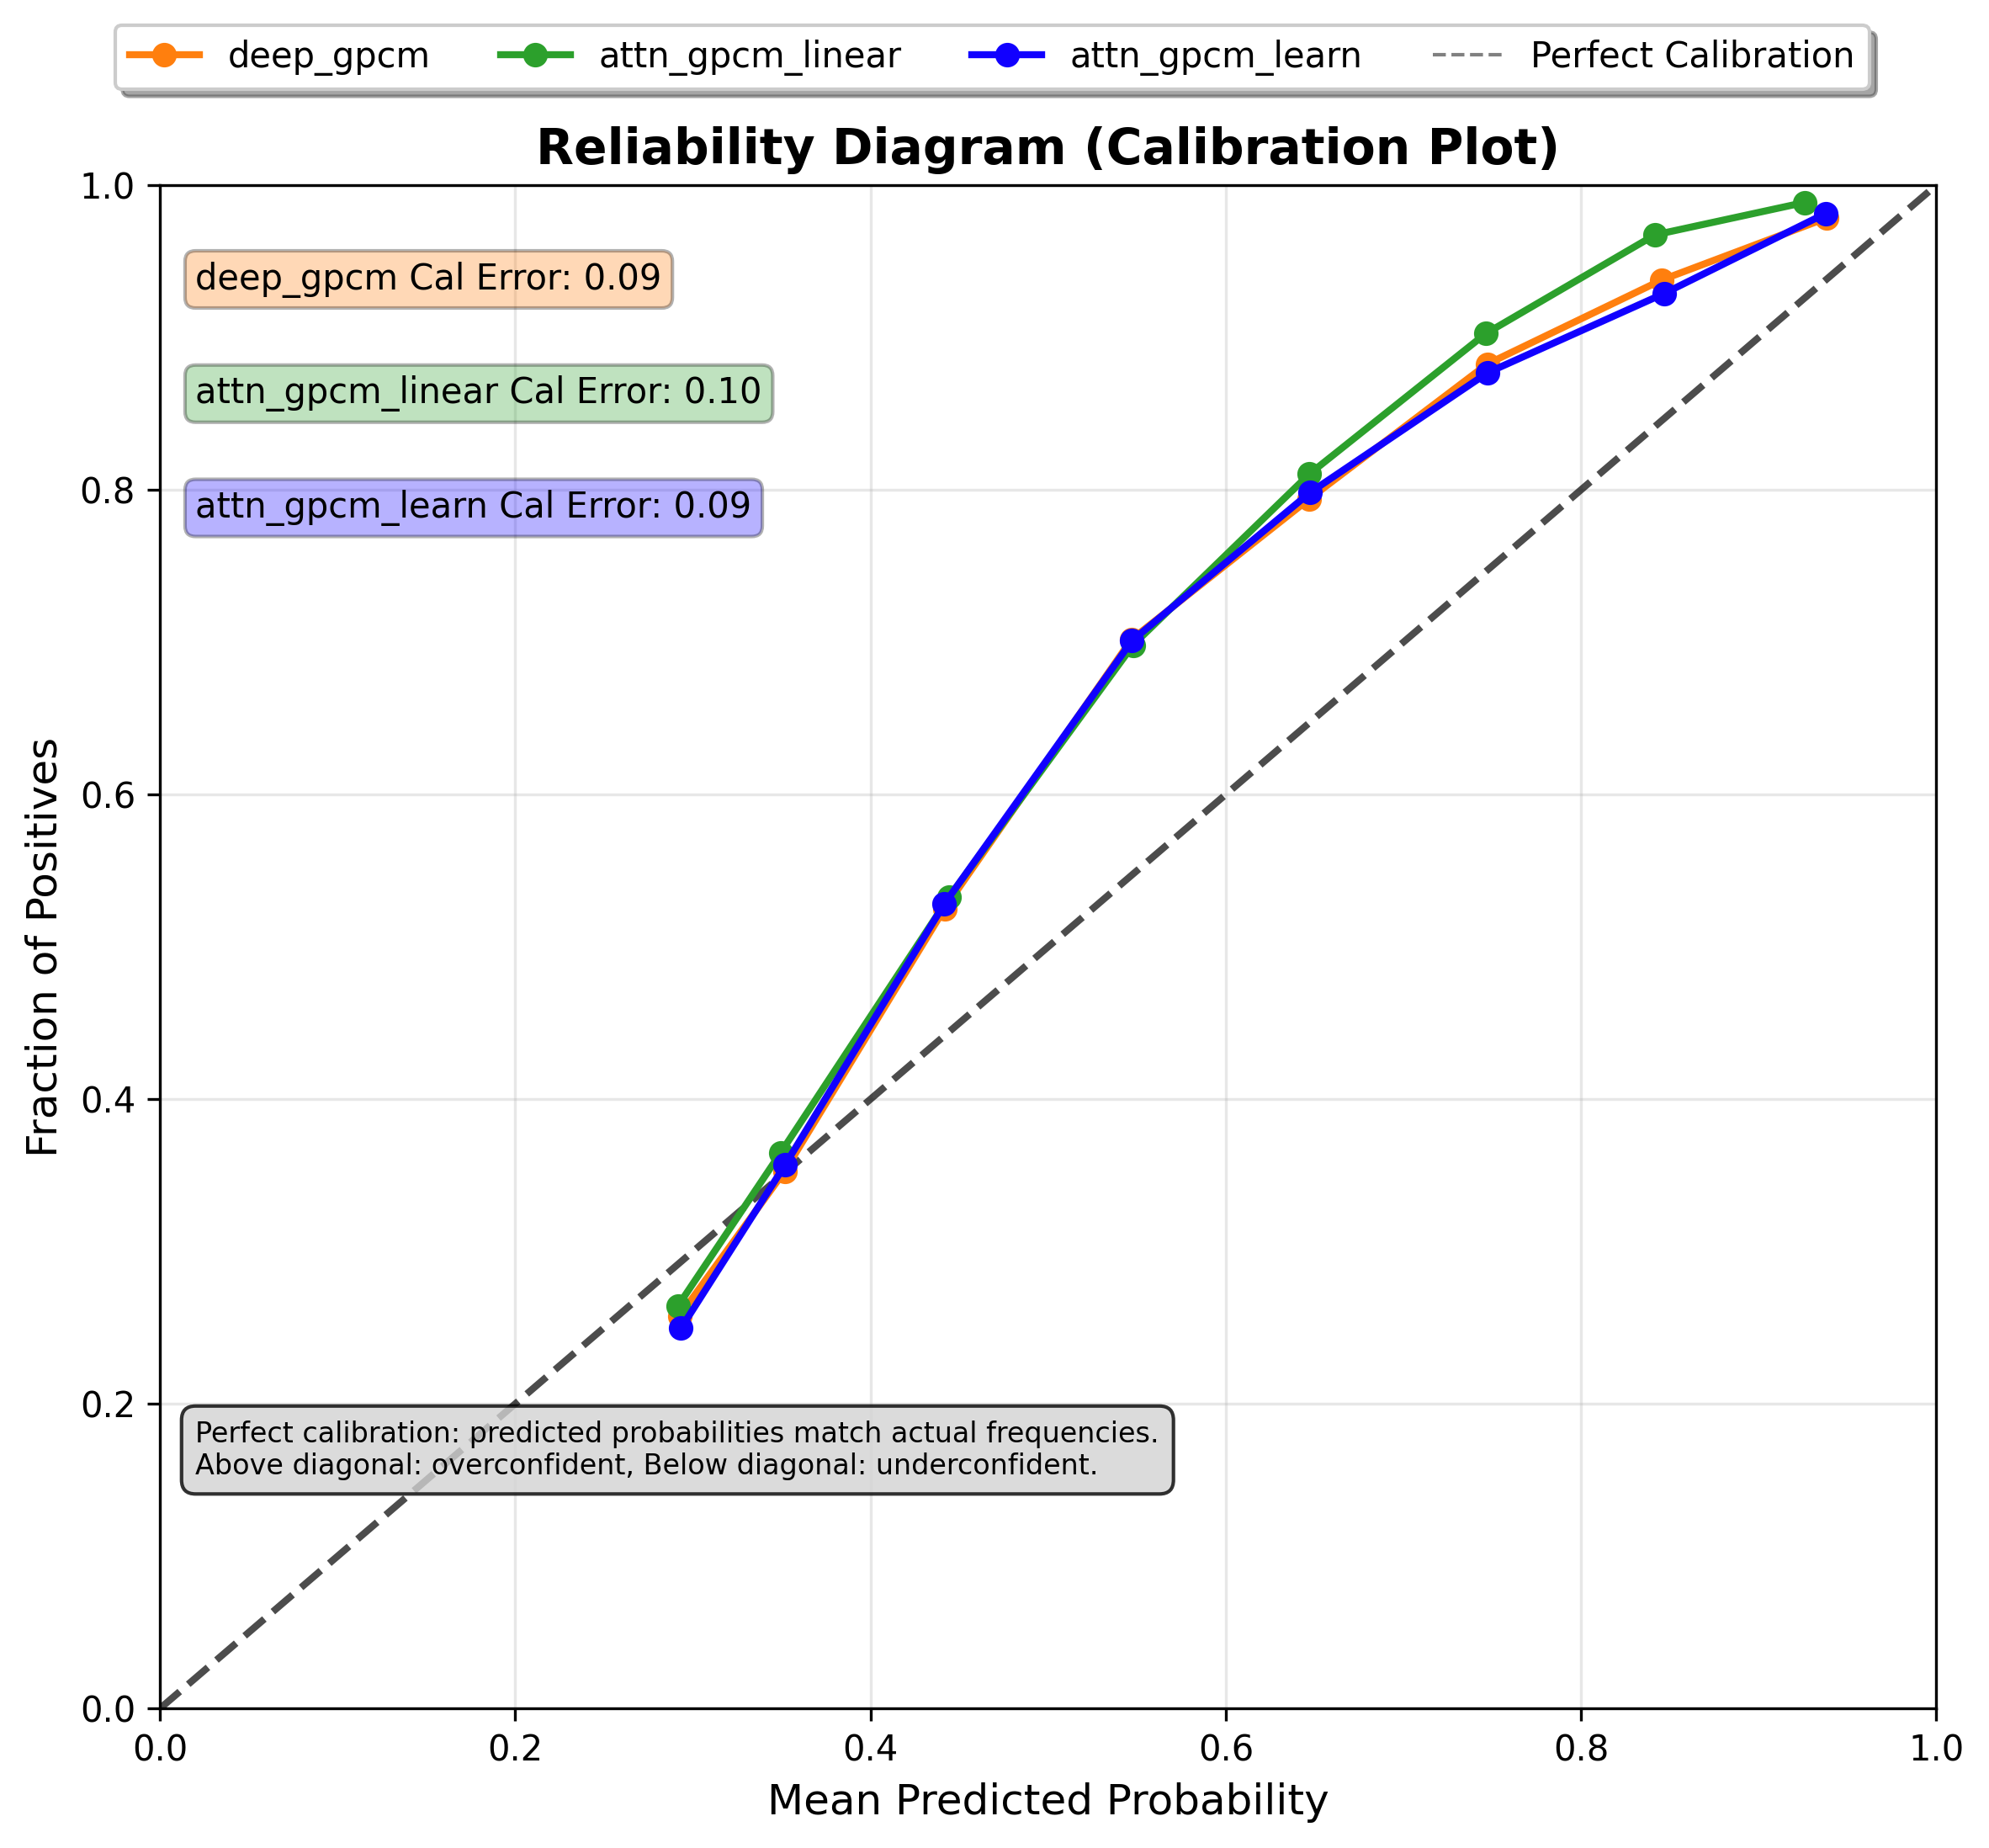 deep_gpcm
attn_gpcm_linear
attn_gpcm_learn
Perfect Calibration
Reliability Diagram (Calibration Plot)
1.0
0.8
0.6
0.4
0.2
0.0
Fraction of Positives
deep_gpcm Cal Error: 0.09
attn_gpcm_linear Cal Error: 0.10
attn_gpcm_learn Cal Error: 0.09
Perfect calibration: predicted probabilities match actual frequencies.
Above diagonal: overconfident, Below diagonal: underconfident.
0.0
0.2
0.4
0.6
0.8
1.0
Mean Predicted Probability